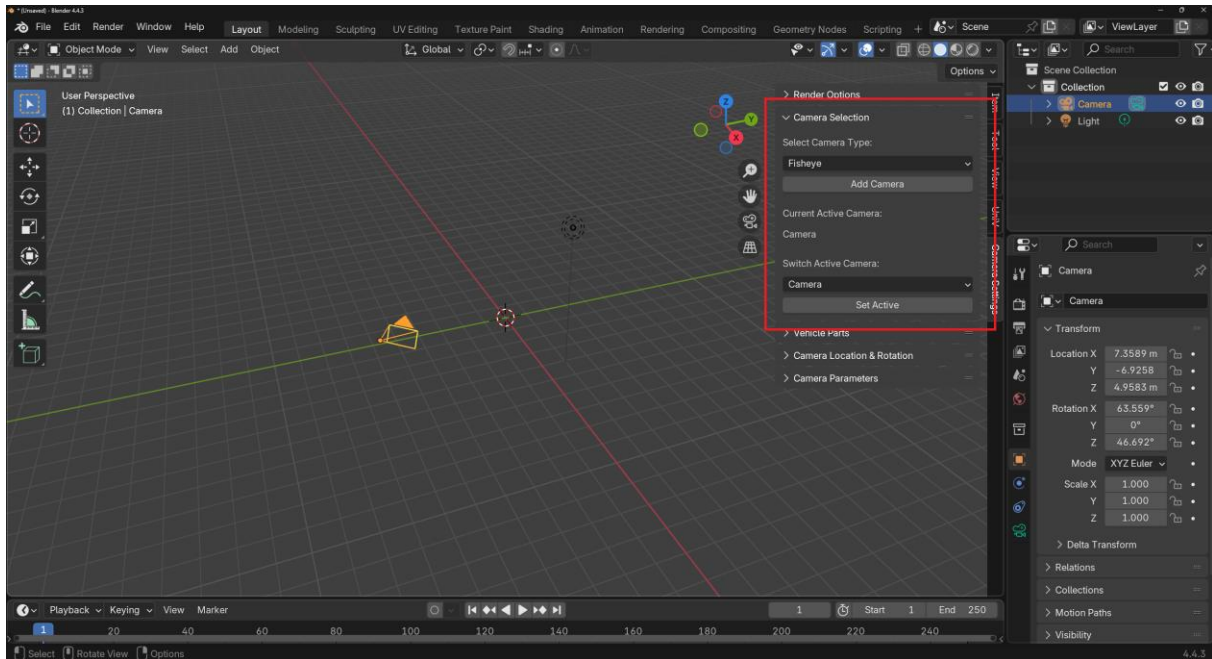 * (Unsaved) - Blender 4.4.3
File Edit Render Window Help Layout Modeling Sculpting UV Editing Texture Paint Shading Animation Rendering Compositing Geometry Nodes Scripting + Scene ViewLayer
Object Mode View Select Add Object Global Search
Options
User Perspective
(1) Collection | Camera
Z
Y
X
Render Options
Camera Selection
Select Camera Type:
Fisheye
Add Camera
Current Active Camera:
Camera
Switch Active Camera:
Camera
Set Active
Vehicle Parts
Camera Location & Rotation
Camera Parameters
Item
Tool
View
Camera Settings
Scene Collection
Collection
Camera
Light
Search
Camera
Camera
Transform
Location X 7.3589 m
Y -6.9258
Z 4.9583 m
Rotation X 63.559°
Y 0°
Z 46.692°
Mode XYZ Euler
Scale X 1.000
Y 1.000
Z 1.000
Delta Transform
Relations
Collections
Motion Paths
Visibility
Playback Keying View Marker 1 Start 1 End 250
1 20 40 60 80 100 120 140 160 180 200 220 240
Select Rotate View Options 4.4.3